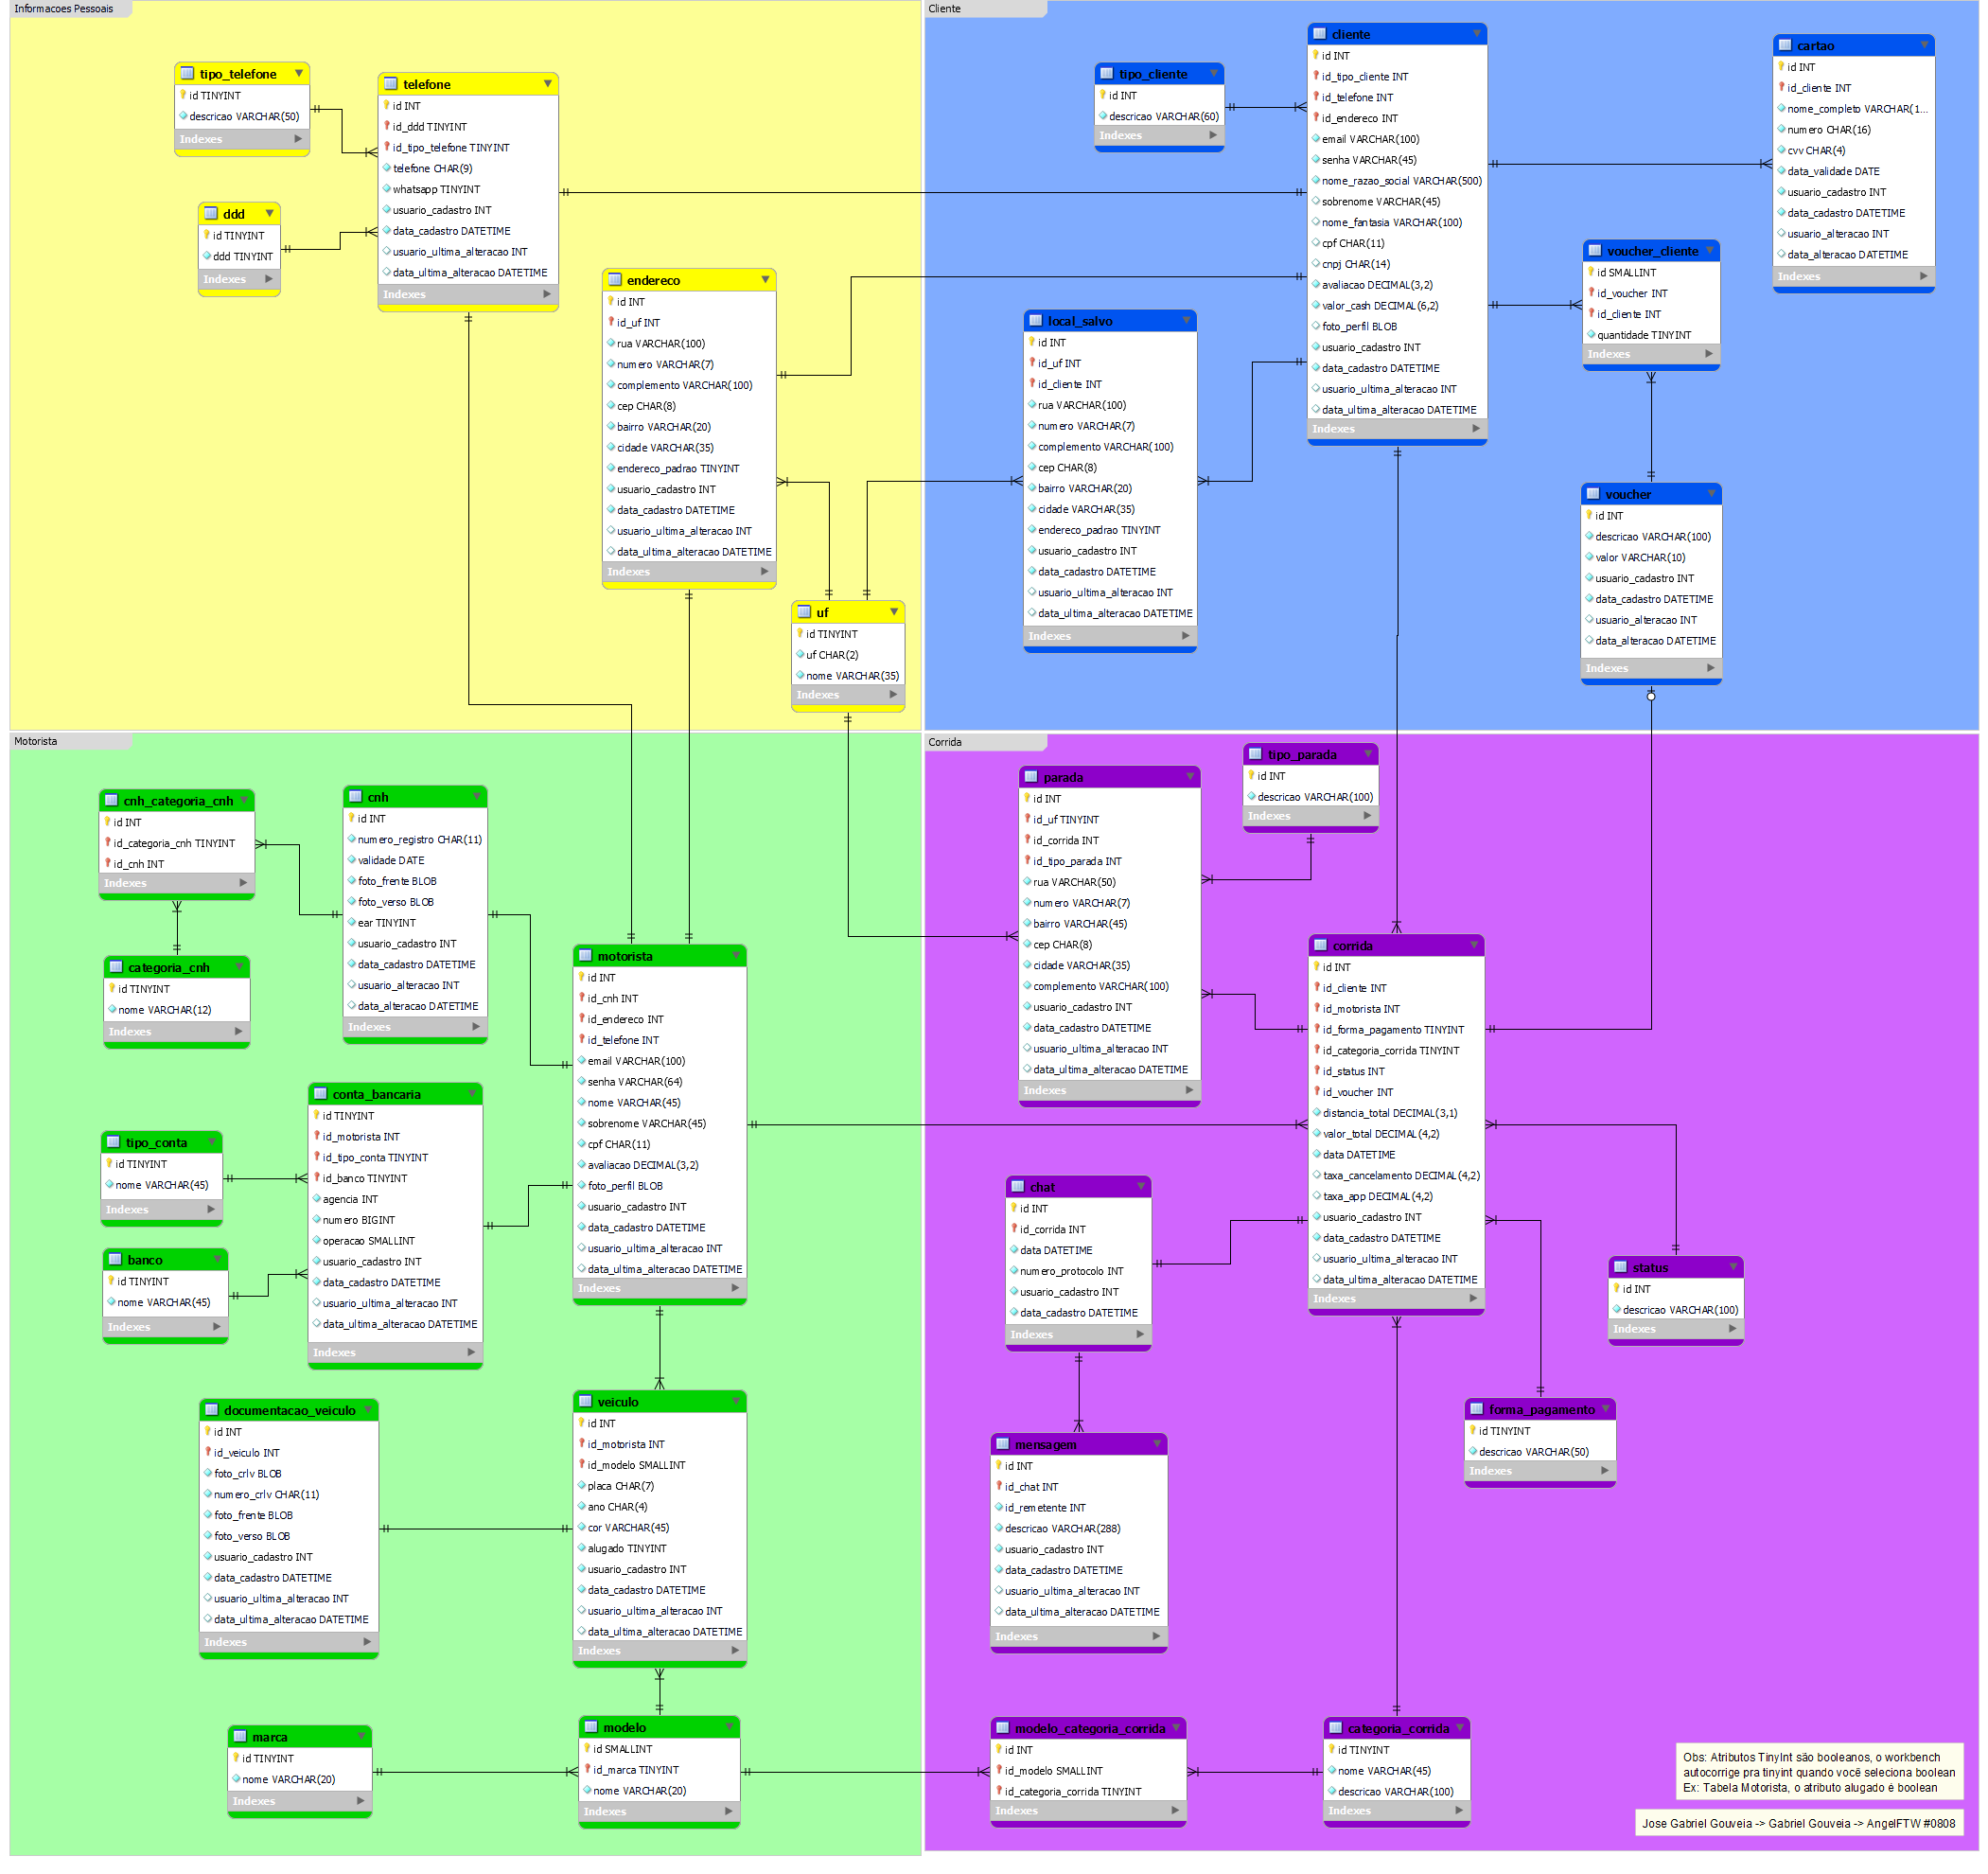 Informacoes Pessoais
tipo_telefone
id TINYINT
descricao VARCHAR(50)
Indexes
telefone
id INT
id_ddd TINYINT
id_tipo_telefone TINYINT
telefone CHAR(9)
whatsapp TINYINT
usuario_cadastro INT
data_cadastro DATETIME
usuario_ultima_alteracao INT
data_ultima_alteracao DATETIME
Indexes
ddd
id TINYINT
ddd TINYINT
Indexes
endereco
id INT
id_uf INT
rua VARCHAR(100)
numero VARCHAR(7)
complemento VARCHAR(100)
cep CHAR(8)
bairro VARCHAR(20)
cidade VARCHAR(35)
endereco_padrao TINYINT
usuario_cadastro INT
data_cadastro DATETIME
usuario_ultima_alteracao INT
data_ultima_alteracao DATETIME
Indexes
uf
id TINYINT
uf CHAR(2)
nome VARCHAR(35)
Indexes
Cliente
tipo_cliente
id INT
descricao VARCHAR(60)
Indexes
cliente
id INT
id_tipo_cliente INT
id_telefone INT
id_endereco INT
email VARCHAR(100)
senha VARCHAR(45)
nome_razao_social VARCHAR(500)
sobrenome VARCHAR(45)
nome_fantasia VARCHAR(100)
cpf CHAR(11)
cnpj CHAR(14)
avaliacao DECIMAL(3,2)
valor_cash DECIMAL(6,2)
foto_perfil BLOB
usuario_cadastro INT
data_cadastro DATETIME
usuario_ultima_alteracao INT
data_ultima_alteracao DATETIME
Indexes
cartao
id INT
id_cliente INT
nome_completo VARCHAR(1...
numero CHAR(16)
cvv CHAR(4)
data_validade DATE
usuario_cadastro INT
data_cadastro DATETIME
usuario_alteracao INT
data_alteracao DATETIME
Indexes
voucher_cliente
id SMALLINT
id_voucher INT
id_cliente INT
quantidade TINYINT
Indexes
local_salvo
id INT
id_uf INT
id_cliente INT
rua VARCHAR(100)
numero VARCHAR(7)
complemento VARCHAR(100)
cep CHAR(8)
bairro VARCHAR(20)
cidade VARCHAR(35)
endereco_padrao TINYINT
usuario_cadastro INT
data_cadastro DATETIME
usuario_ultima_alteracao INT
data_ultima_alteracao DATETIME
Indexes
voucher
id INT
descricao VARCHAR(100)
valor VARCHAR(10)
usuario_cadastro INT
data_cadastro DATETIME
usuario_alteracao INT
data_alteracao DATETIME
Indexes
Motorista
cnh_categoria_cnh
id INT
id_categoria_cnh TINYINT
id_cnh INT
Indexes
cnh
id INT
numero_registro CHAR(11)
validade DATE
foto_frente BLOB
foto_verso BLOB
ear TINYINT
usuario_cadastro INT
data_cadastro DATETIME
usuario_alteracao INT
data_alteracao DATETIME
Indexes
categoria_cnh
id TINYINT
nome VARCHAR(12)
Indexes
motorista
id INT
id_cnh INT
id_endereco INT
id_telefone INT
email VARCHAR(100)
senha VARCHAR(64)
nome VARCHAR(45)
sobrenome VARCHAR(45)
cpf CHAR(11)
avaliacao DECIMAL(3,2)
foto_perfil BLOB
usuario_cadastro INT
data_cadastro DATETIME
usuario_ultima_alteracao INT
data_ultima_alteracao DATETIME
Indexes
conta_bancaria
id TINYINT
id_motorista INT
id_tipo_conta TINYINT
id_banco TINYINT
agencia INT
numero BIGINT
operacao SMALLINT
usuario_cadastro INT
data_cadastro DATETIME
usuario_ultima_alteracao INT
data_ultima_alteracao DATETIME
Indexes
tipo_conta
id TINYINT
nome VARCHAR(45)
Indexes
banco
id TINYINT
nome VARCHAR(45)
Indexes
documentacao_veiculo
id INT
id_veiculo INT
foto_crlv BLOB
numero_crlv CHAR(11)
foto_frente BLOB
foto_verso BLOB
usuario_cadastro INT
data_cadastro DATETIME
usuario_ultima_alteracao INT
data_ultima_alteracao DATETIME
Indexes
veiculo
id INT
id_motorista INT
id_modelo SMALLINT
placa CHAR(7)
ano CHAR(4)
cor VARCHAR(45)
alugado TINYINT
usuario_cadastro INT
data_cadastro DATETIME
usuario_ultima_alteracao INT
data_ultima_alteracao DATETIME
Indexes
marca
id TINYINT
nome VARCHAR(20)
Indexes
modelo
id SMALLINT
id_marca TINYINT
nome VARCHAR(20)
Indexes
Corrida
tipo_parada
id INT
descricao VARCHAR(100)
Indexes
parada
id INT
id_uf TINYINT
id_corrida INT
id_tipo_parada INT
rua VARCHAR(50)
numero VARCHAR(7)
bairro VARCHAR(45)
cep CHAR(8)
cidade VARCHAR(35)
complemento VARCHAR(100)
usuario_cadastro INT
data_cadastro DATETIME
usuario_ultima_alteracao INT
data_ultima_alteracao DATETIME
Indexes
corrida
id INT
id_cliente INT
id_motorista INT
id_forma_pagamento TINYINT
id_categoria_corrida TINYINT
id_status INT
id_voucher INT
distancia_total DECIMAL(3,1)
valor_total DECIMAL(4,2)
data DATETIME
taxa_cancelamento DECIMAL(4,2)
taxa_app DECIMAL(4,2)
usuario_cadastro INT
data_cadastro DATETIME
usuario_ultima_alteracao INT
data_ultima_alteracao DATETIME
Indexes
chat
id INT
id_corrida INT
data DATETIME
numero_protocolo INT
usuario_cadastro INT
data_cadastro DATETIME
Indexes
status
id INT
descricao VARCHAR(100)
Indexes
forma_pagamento
id TINYINT
descricao VARCHAR(50)
Indexes
mensagem
id INT
id_chat INT
id_remetente INT
descricao VARCHAR(288)
usuario_cadastro INT
data_cadastro DATETIME
usuario_ultima_alteracao INT
data_ultima_alteracao DATETIME
Indexes
modelo_categoria_corrida
id INT
id_modelo SMALLINT
id_categoria_corrida TINYINT
Indexes
categoria_corrida
id TINYINT
nome VARCHAR(45)
descricao VARCHAR(100)
Indexes
Obs: Atributos TinyInt são booleanos, o workbench
autocorrige pra tinyint quando você seleciona boolean
Ex: Tabela Motorista, o atributo alugado é boolean
Jose Gabriel Gouveia -> Gabriel Gouveia -> AngelFTW #0808